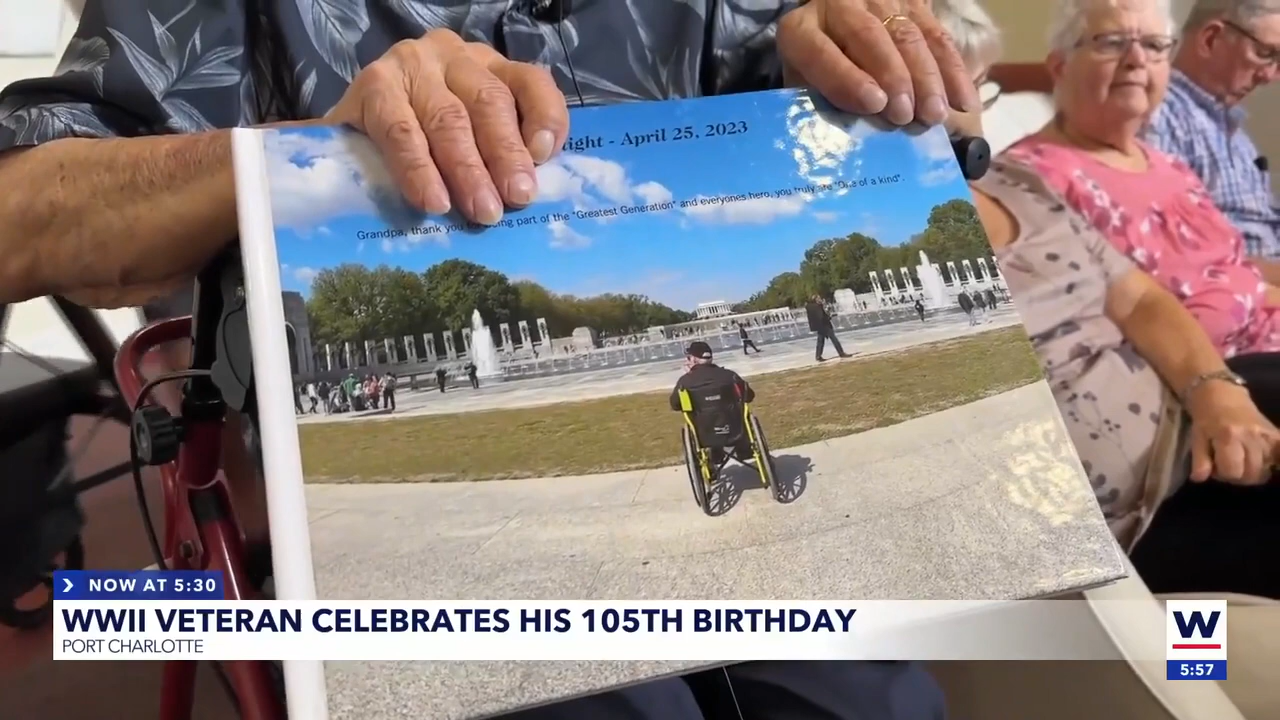 ight - April 25, 2023
Grandpa, thank you for being part of the "Greatest Generation" and everyones hero, you truly are "One of a kind".
NOW AT 5:30
WWII VETERAN CELEBRATES HIS 105TH BIRTHDAY
PORT CHARLOTTE
W
5:57